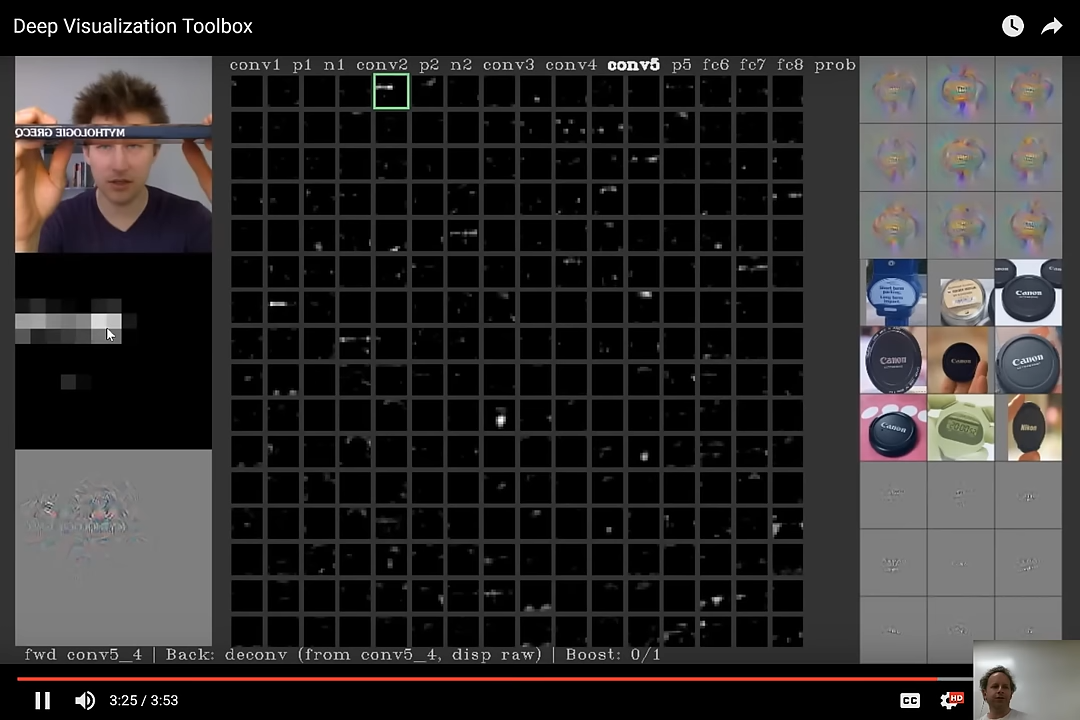 Deep Visualization Toolbox
conv1 p1 n1 conv2 p2 n2 conv3 conv4 conv5 p5 fc6 fc7 fc8 prob
MYTHOLOGIE GRECQ
Canon
Canon
Canon
Canon
Canon
Nikon
fwd conv5_4 | Back: deconv (from conv5_4, disp raw) | Boost: 0/1
3:25 / 3:53
CC
HD